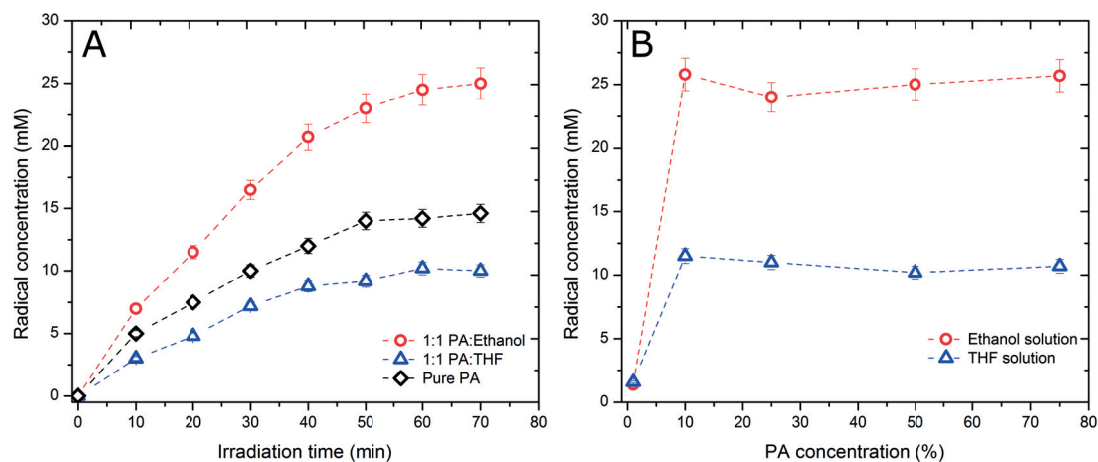 A
Radical concentration (mM)
30
25
20
15
10
5
0
1:1 PA:Ethanol
1:1 PA:THF
Pure PA
0 10 20 30 40 50 60 70 80
Irradiation time (min)
B
Radical concentration (mM)
30
25
20
15
10
5
0
Ethanol solution
THF solution
0 10 20 30 40 50 60 70 80
PA concentration (%)